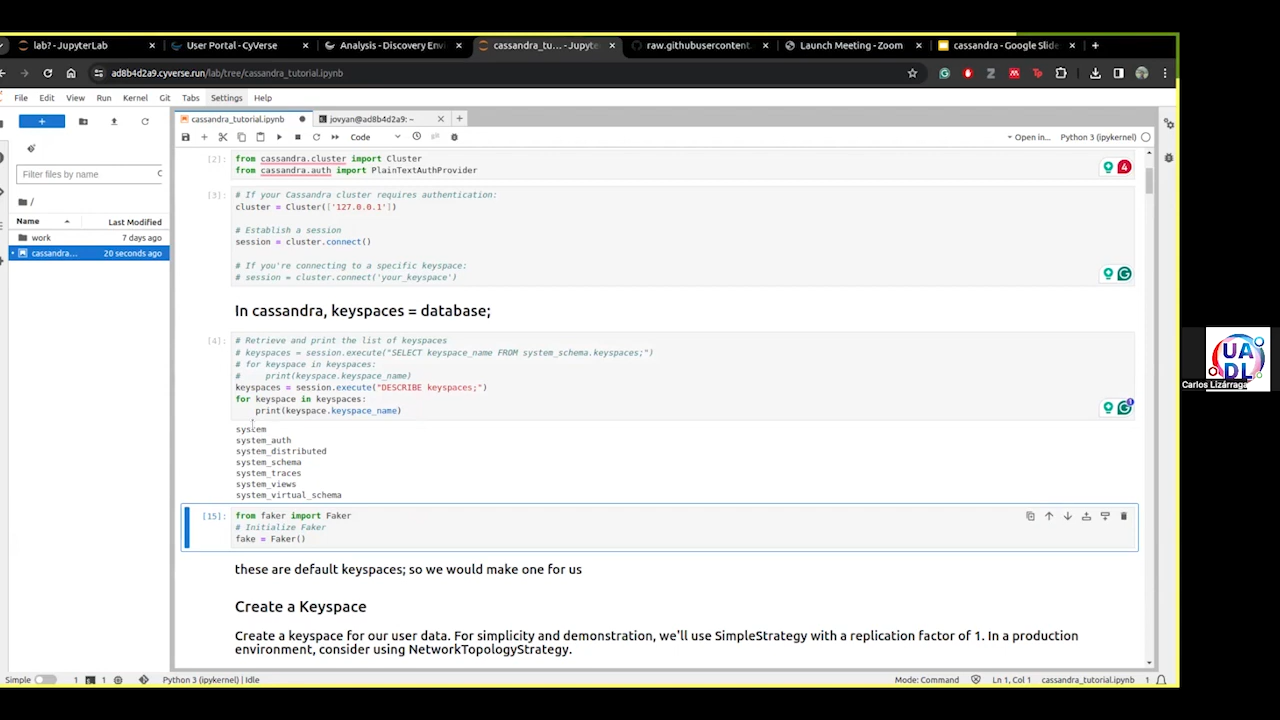 lab? - JupyterLab
User Portal - CyVerse
Analysis - Discovery Envi
cassandra_tu... - Jupyte
raw.githubusercontent.
Launch Meeting - Zoom
cassandra - Google Slide
ad8b4d2a9.cyverse.run/lab/tree/cassandra_tutorial.ipynb
File Edit View Run Kernel Git Tabs Settings Help
cassandra_tutorial.ipynb
jovyan@ad8b4d2a9: ~
Code
Open in...
Python 3 (ipykernel)
Filter files by name
/
Name
Last Modified
work
7 days ago
cassandra...
20 seconds ago
[2]:
from cassandra.cluster import Cluster
from cassandra.auth import PlainTextAuthProvider
4
[3]:
# If your Cassandra cluster requires authentication:
cluster = Cluster(['127.0.0.1'])
# Establish a session
session = cluster.connect()
# If you're connecting to a specific keyspace:
# session = cluster.connect('your_keyspace')
In cassandra, keyspaces = database;
[4]:
# Retrieve and print the list of keyspaces
# keyspaces = session.execute("SELECT keyspace_name FROM system_schema.keyspaces;")
# for keyspace in keyspaces:
#     print(keyspace.keyspace_name)
keyspaces = session.execute("DESCRIBE keyspaces;")
for keyspace in keyspaces:
    print(keyspace.keyspace_name)
system
system_auth
system_distributed
system_schema
system_traces
system_views
system_virtual_schema
[15]:
from faker import Faker
# Initialize Faker
fake = Faker()
these are default keyspaces; so we would make one for us
Create a Keyspace
Create a keyspace for our user data. For simplicity and demonstration, we'll use SimpleStrategy with a replication factor of 1. In a production
environment, consider using NetworkTopologyStrategy.
Simple
1
1
Python 3 (ipykernel) | Idle
Mode: Command
Ln 1, Col 1
cassandra_tutorial.ipynb
1
UA
DL
Carlos Lizárraga